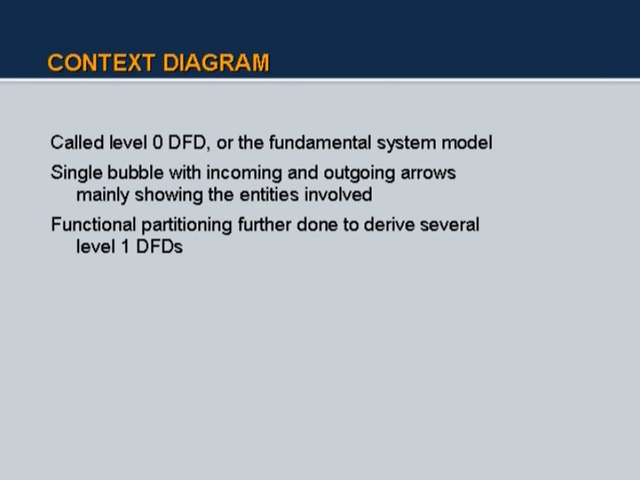 CONTEXT DIAGRAM
Called level 0 DFD, or the fundamental system model
Single bubble with incoming and outgoing arrows
mainly showing the entities involved
Functional partitioning further done to derive several
level 1 DFDs